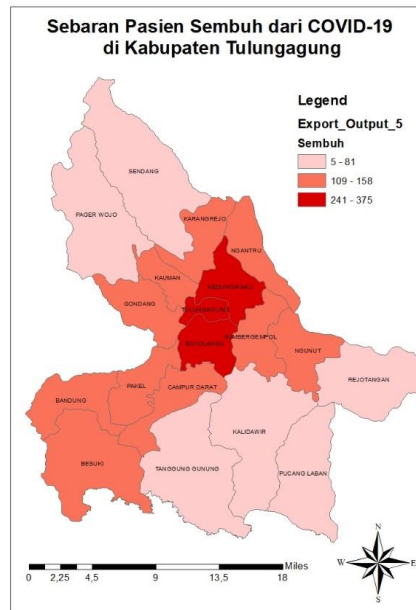 Sebaran Pasien Sembuh dari COVID-19
di Kabupaten Tulungagung
Legend
Export_Output_5
Sembuh
5 - 81
109 - 158
241 - 375
SENDANG
PAGER WOJO
KARANGREJO
NGANTRU
KAUMAN
KEDUNGWARU
GONDANG
TULUNGAGUNG
BOYOLANGU
SUMBERGEMPOL
NGUNUT
REJOTANGAN
PAKEL
CAMPUR DARAT
BANDUNG
KALIDAWIR
BESUKI
TANGGUNG GUNUNG
PUCANG LABAN
N
W
E
S
Miles
0 2,25 4,5 9 13,5 18